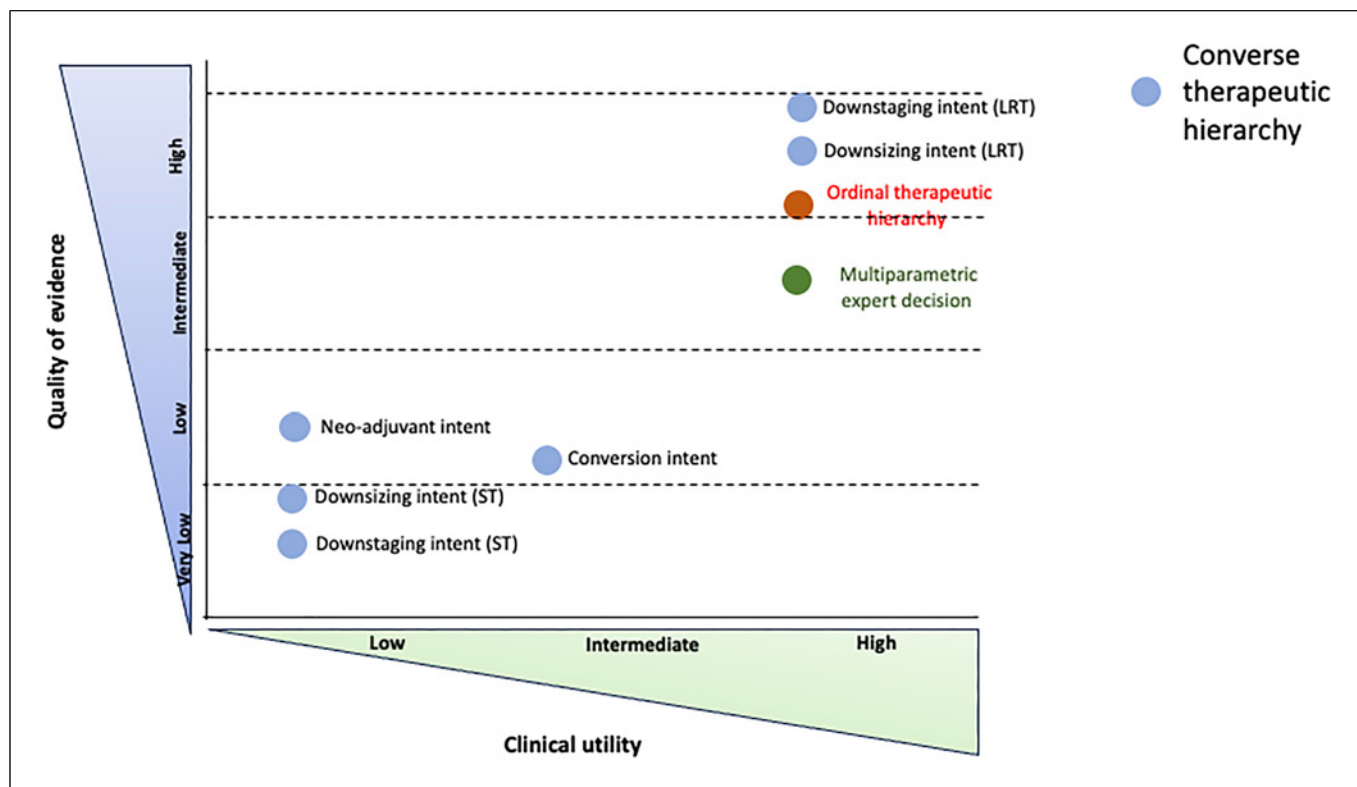 Converse
therapeutic
hierarchy
Downstaging intent (LRT)
Downsizing intent (LRT)
Ordinal therapeutic
hierarchy
Multiparametric
expert decision
Neo-adjuvant intent
Conversion intent
Downsizing intent (ST)
Downstaging intent (ST)
Quality of evidence
High
Intermediate
Low
Very Low
Low
Intermediate
High
Clinical utility